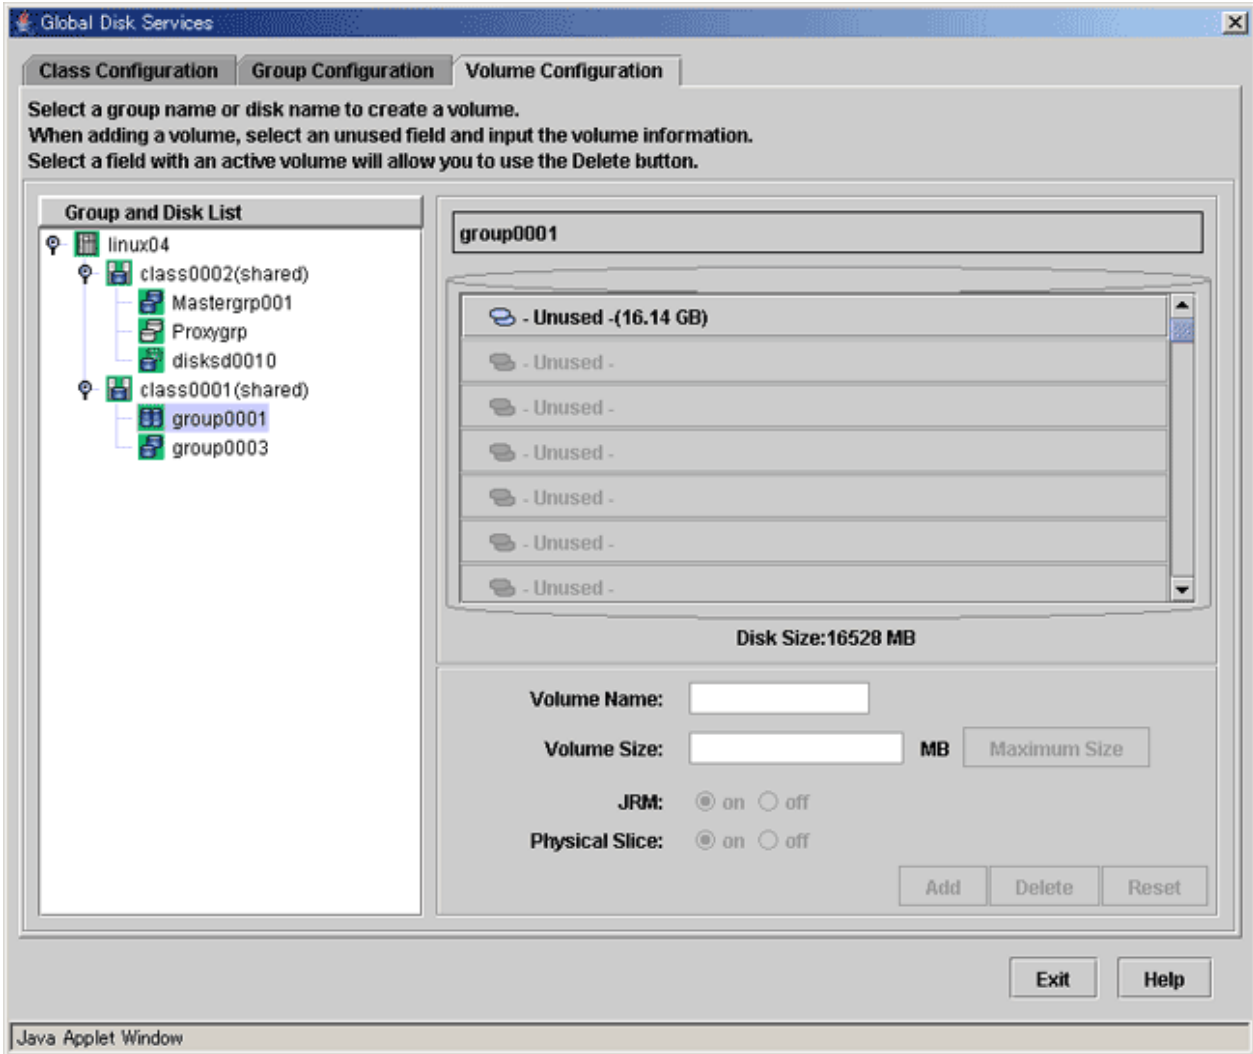 Global Disk Services
Class Configuration Group Configuration Volume Configuration
Select a group name or disk name to create a volume.
When adding a volume, select an unused field and input the volume information.
Select a field with an active volume will allow you to use the Delete button.
Group and Disk List
linux04
class0002(shared)
Mastergrp001
Proxygrp
disksd0010
class0001(shared)
group0001
group0003
group0001
- Unused -(16.14 GB)
- Unused -
- Unused -
- Unused -
- Unused -
- Unused -
- Unused -
Disk Size:16528 MB
Volume Name:
Volume Size: MB Maximum Size
JRM: on off
Physical Slice: on off
Add Delete Reset
Exit Help
Java Applet Window